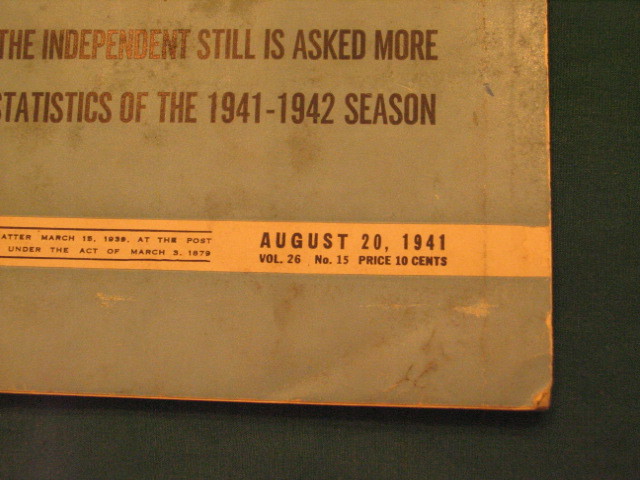 THE INDEPENDENT STILL IS ASKED MORE
STATISTICS OF THE 1941-1942 SEASON
ATTER MARCH 15, 1939, AT THE POST
UNDER THE ACT OF MARCH 3, 1879
AUGUST 20, 1941
VOL. 26 No. 15 PRICE 10 CENTS